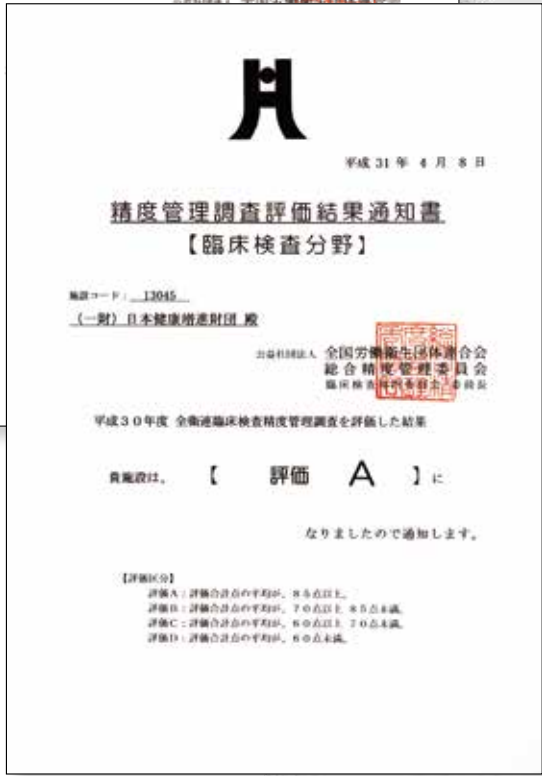 平成 31 年 4 月 8 日
精度管理調査評価結果通知書
【臨床検査分野】
施設コード： 13045
（一財）日本健康増進財団 殿
公益社団法人 全国労働衛生団体連合会
総合精度管理委員会
平成３０年度 全衛連臨床検査精度管理調査を評価した結果
貴施設は、 【 評価 A 】に
なりましたので通知します。
【評価区分】
評価A：評価合計点の平均が、８５点以上。
評価B：評価合計点の平均が、７０点以上 ８５点未満。
評価C：評価合計点の平均が、６０点以上 ７０点未満。
評価D：評価合計点の平均が、６０点未満。